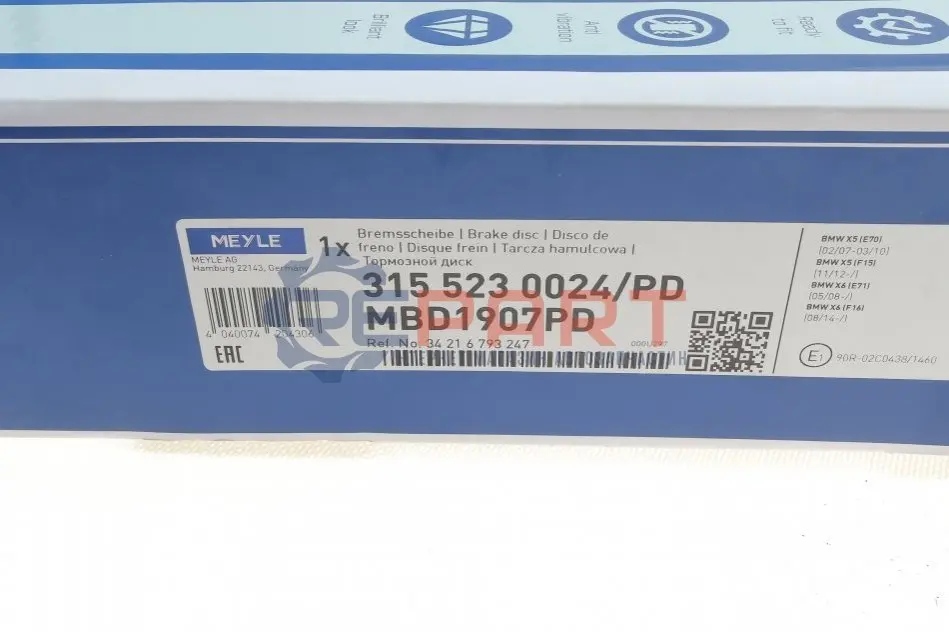 Brilliant
look
Anti
vibration
Ready
to fit
MEYLE
MEYLE AG
Hamburg 22143, Germany
1x
Bremsscheibe | Brake disc | Disco de
freno | Disque frein | Tarcza hamulcowa |
Тормозной диск
315 523 0024/PD
MBD1907PD
Ref. No. 34 21 6 793 247
4 040074 204306
EAC
REPART
BMW X5 (E70)
(02/07-03/10)
BMW X5 (F15)
(11/12-/)
BMW X6 (E71)
(05/08-/)
BMW X6 (F16)
(08/14-/)
E1 90R-02C0438/1460